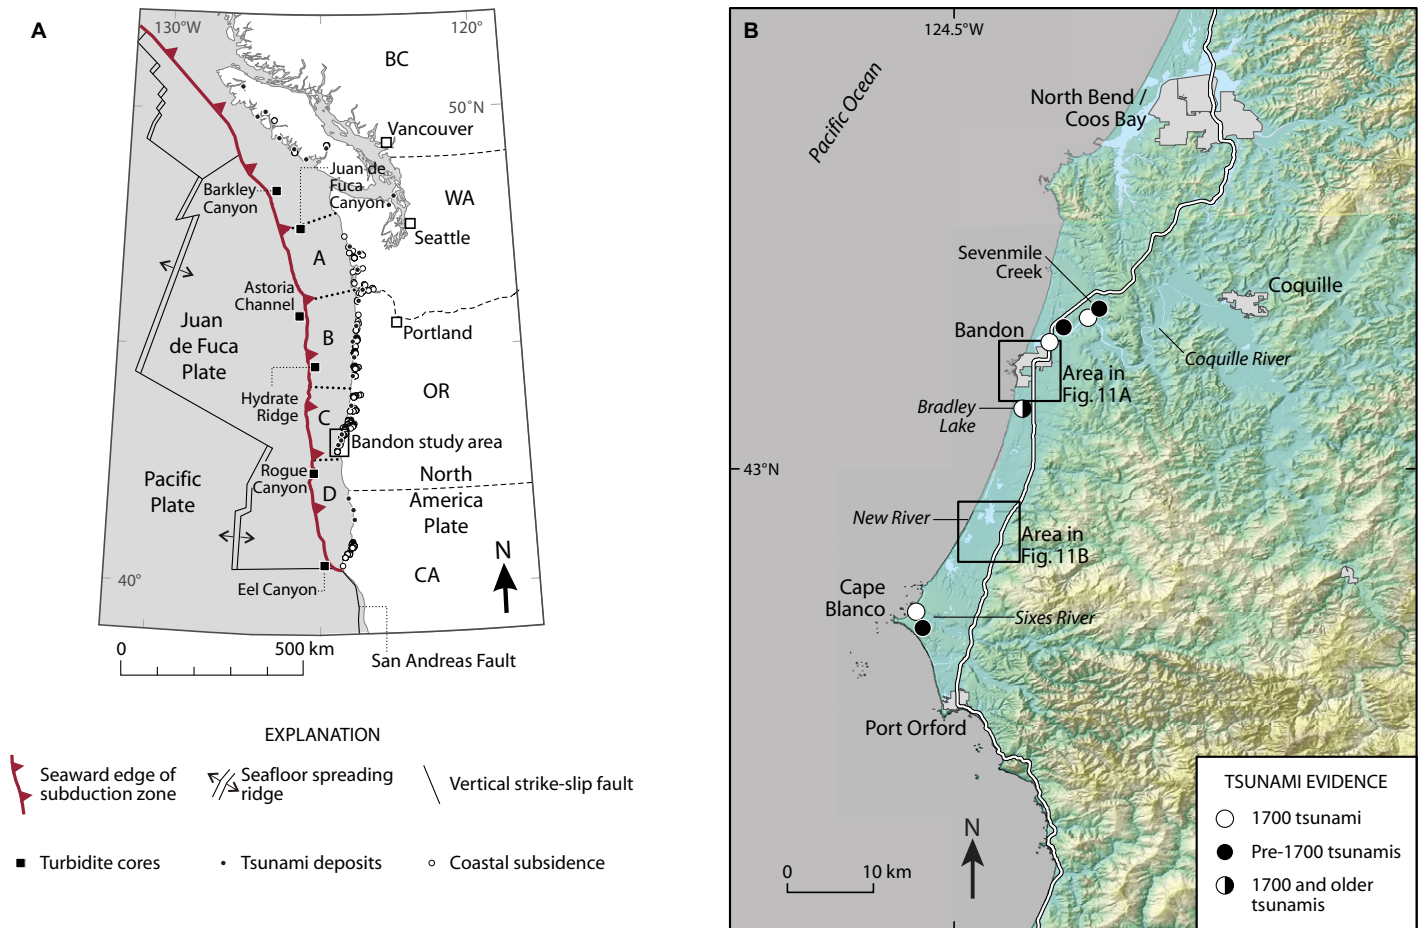 A
130°W
120°
BC
50°N
Vancouver
Juan de
Fuca
Canyon
Barkley
Canyon
WA
Seattle
A
Astoria
Channel
Juan
de Fuca
Plate
B
Portland
Hydrate
Ridge
OR
C
Bandon study area
Rogue
Canyon
North
America
Plate
Pacific
Plate
D
N
CA
40°
Eel Canyon
0
500 km
San Andreas Fault
EXPLANATION
Seaward edge of
subduction zone
Seafloor spreading
ridge
Vertical strike-slip fault
Turbidite cores
Tsunami deposits
Coastal subsidence
B
124.5°W
Pacific Ocean
North Bend /
Coos Bay
Sevenmile
Creek
Coquille
Bandon
Coquille River
Area in
Fig. 11A
Bradley
Lake
43°N
New River
Area in
Fig. 11B
Cape
Blanco
Sixes River
Port Orford
N
0
10 km
TSUNAMI EVIDENCE
1700 tsunami
Pre-1700 tsunamis
1700 and older
tsunamis